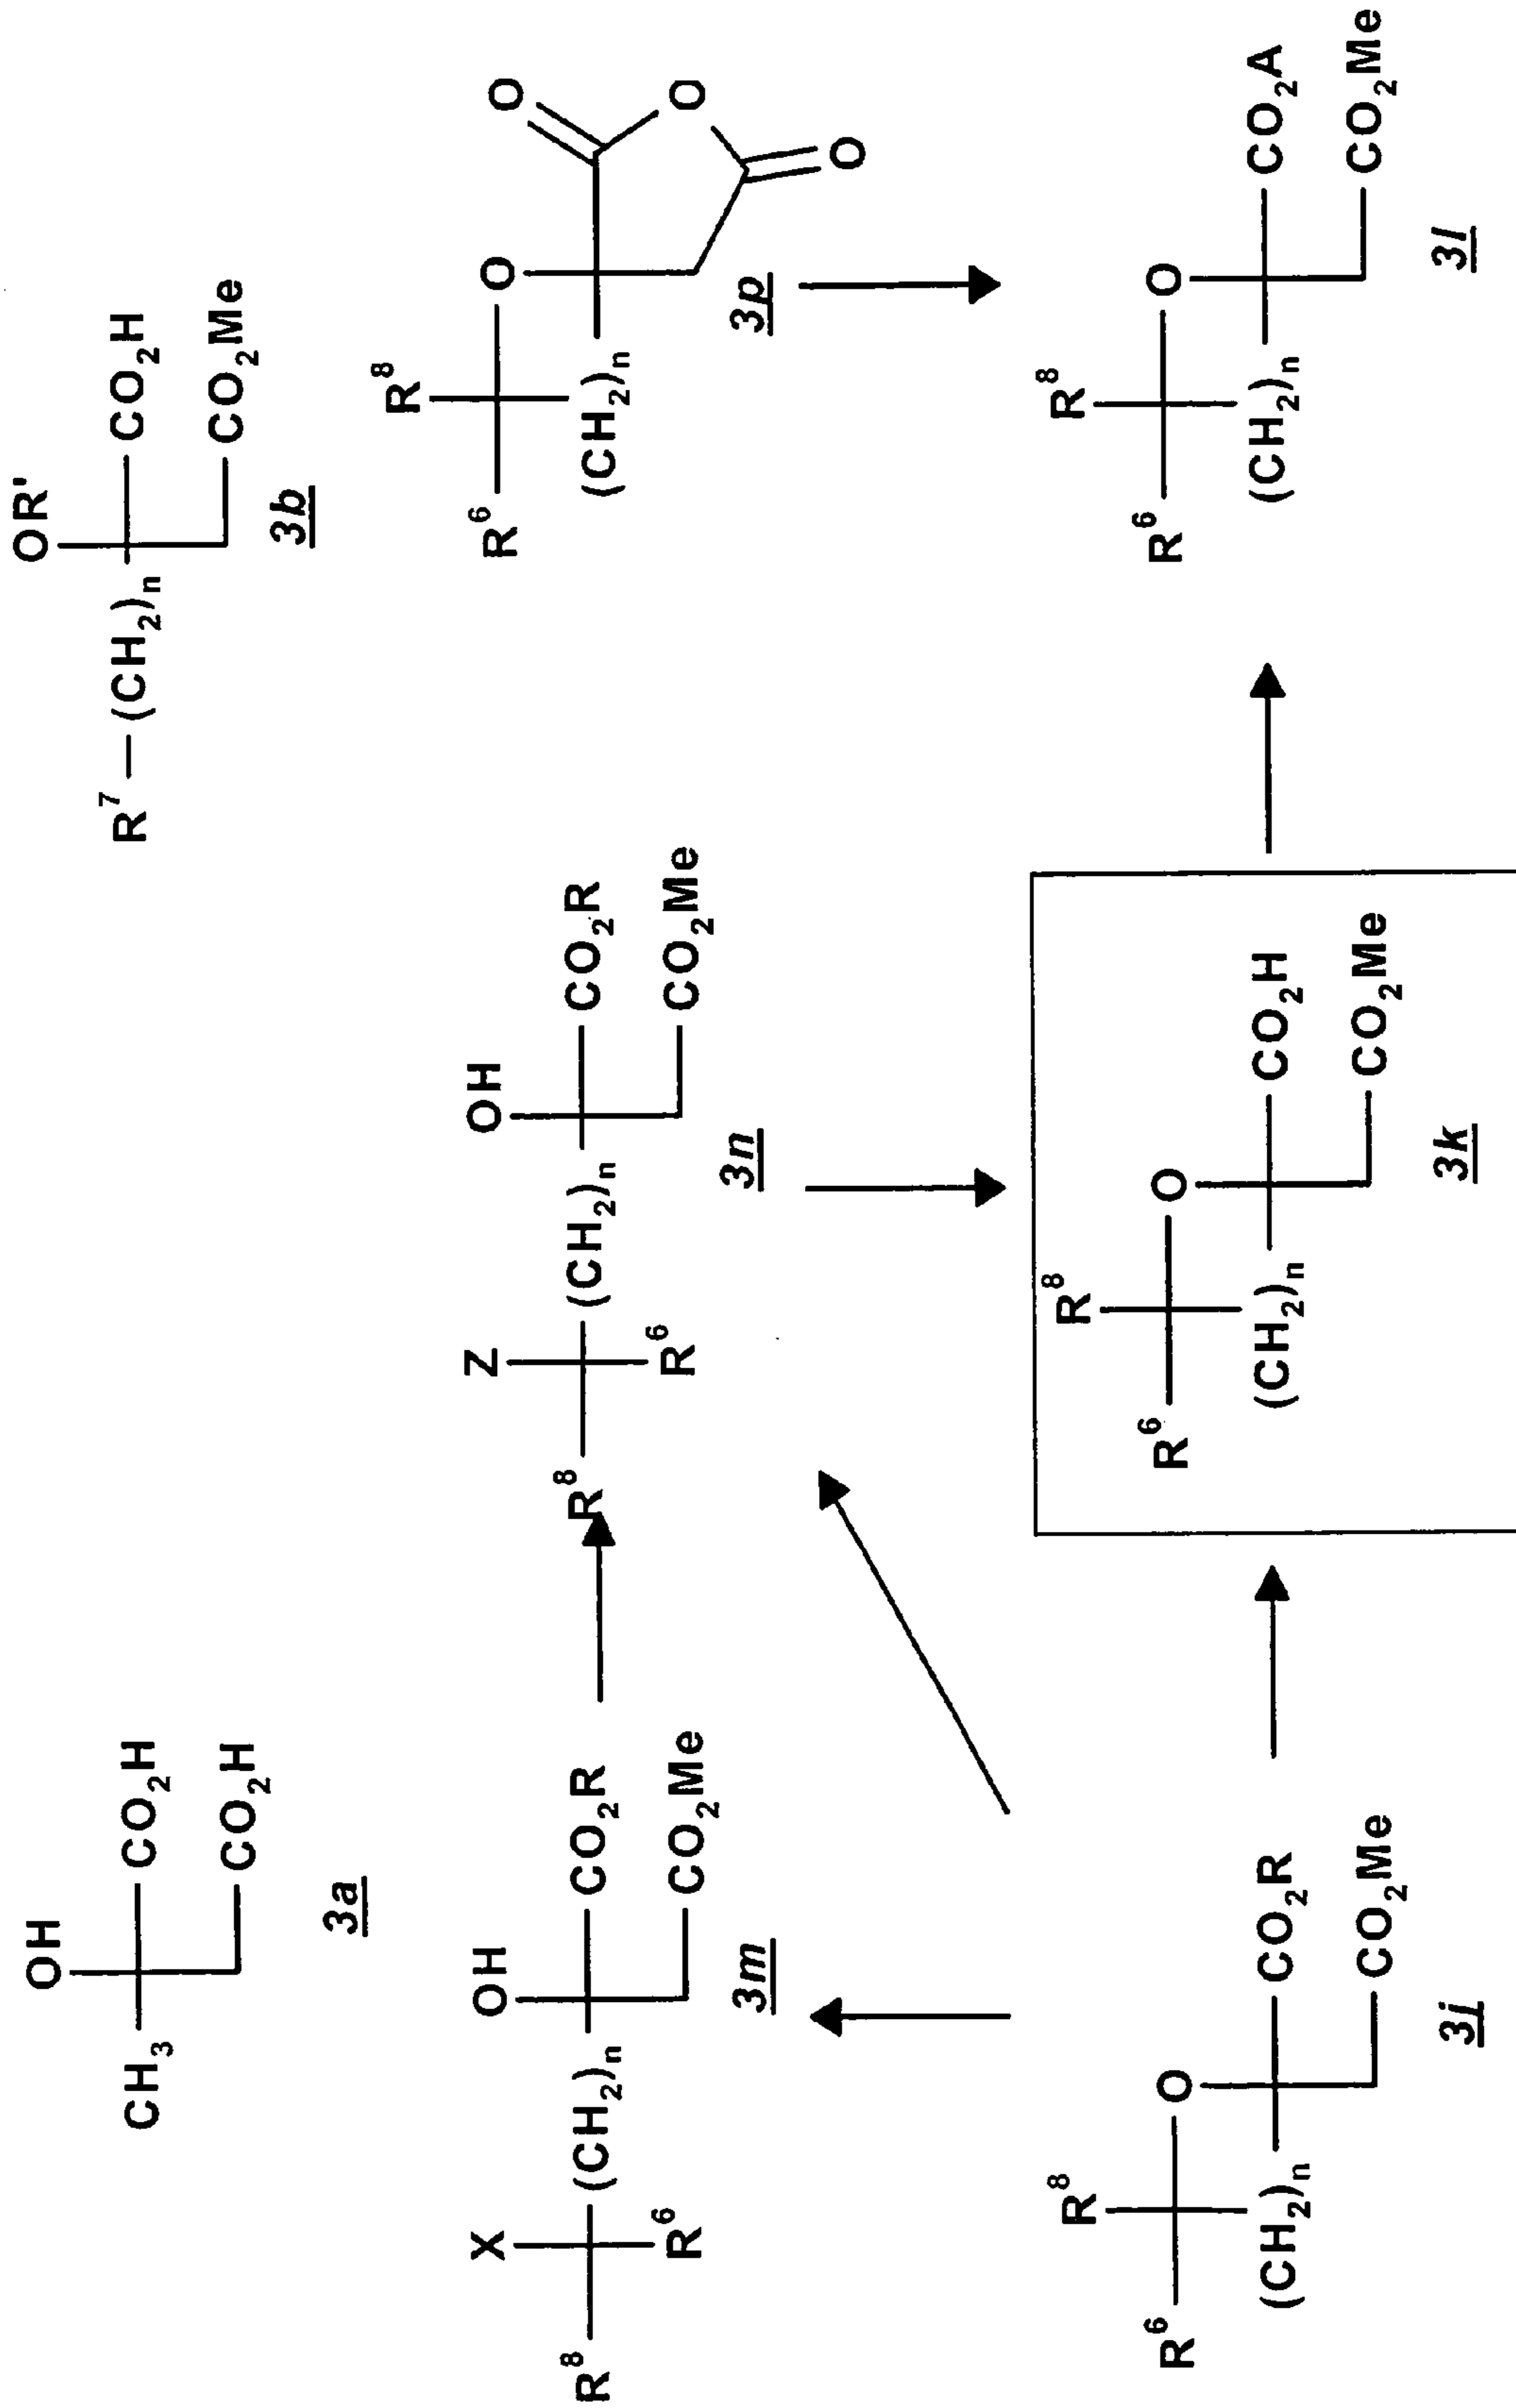 OH
CH₃ CO₂H
CO₂H
3a
OR'
R⁷ — (CH₂)ₙ CO₂H
CO₂Me
3b
X OH
R⁸ (CH₂)ₙ CO₂R
R⁶ CO₂Me
3m
Z OH
R⁸ (CH₂)ₙ CO₂R
R⁶ CO₂Me
3n
R⁸
R⁶ O O
(CH₂)ₙ O
O
3p
R⁸
R⁶ O
(CH₂)ₙ CO₂R
CO₂Me
3j
R⁸
R⁶ O
(CH₂)ₙ CO₂H
CO₂Me
3k
R⁸
R⁶ O
(CH₂)ₙ CO₂A
CO₂Me
3l